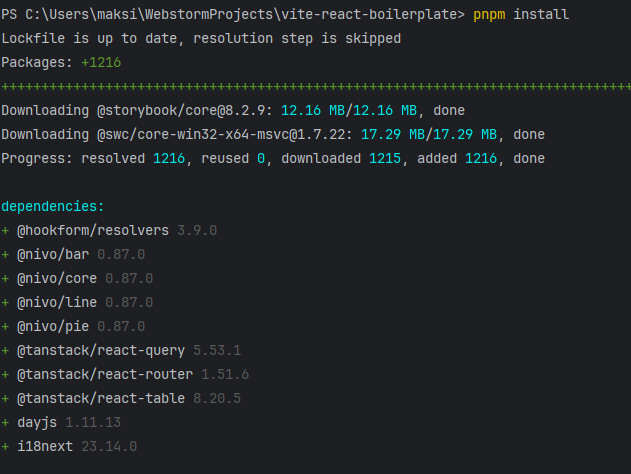 PS C:\Users\maksi\WebstormProjects\vite-react-boilerplate> pnpm install
Lockfile is up to date, resolution step is skipped
Packages: +1216
+++++++++++++++++++++++++++++++++++++++++++++++++++++++++++++++++++++++++++++++
Downloading @storybook/core@8.2.9: 12.16 MB/12.16 MB, done
Downloading @swc/core-win32-x64-msvc@1.7.22: 17.29 MB/17.29 MB, done
Progress: resolved 1216, reused 0, downloaded 1215, added 1216, done
dependencies:
+ @hookform/resolvers 3.9.0
+ @nivo/bar 0.87.0
+ @nivo/core 0.87.0
+ @nivo/line 0.87.0
+ @nivo/pie 0.87.0
+ @tanstack/react-query 5.53.1
+ @tanstack/react-router 1.51.6
+ @tanstack/react-table 8.20.5
+ dayjs 1.11.13
+ i18next 23.14.0